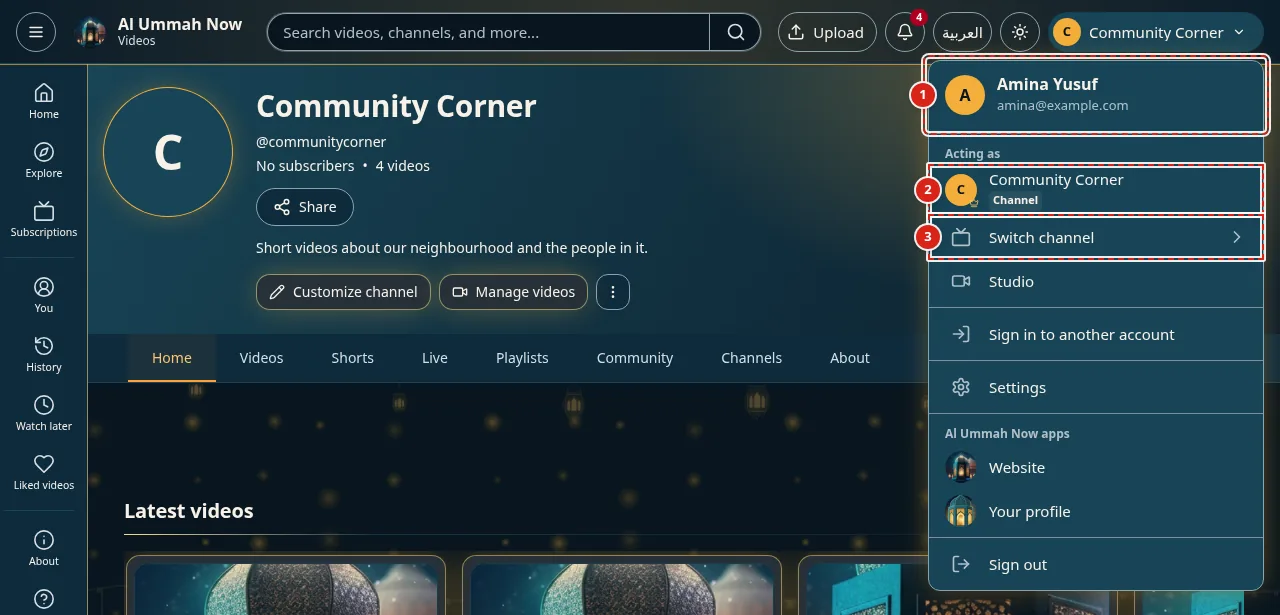 Al Ummah Now
Videos
Search videos, channels, and more...
Upload
4
العربية
C
Community Corner
Home
Explore
Subscriptions
You
History
Watch later
Liked videos
About
C
Community Corner
@communitycorner
No subscribers • 4 videos
Share
Short videos about our neighbourhood and the people in it.
Customize channel
Manage videos
Home
Videos
Shorts
Live
Playlists
Community
Channels
About
Latest videos
1
A
Amina Yusuf
amina@example.com
Acting as
2
C
Community Corner
Channel
3
Switch channel
Studio
Sign in to another account
Settings
Al Ummah Now apps
Website
Your profile
Sign out